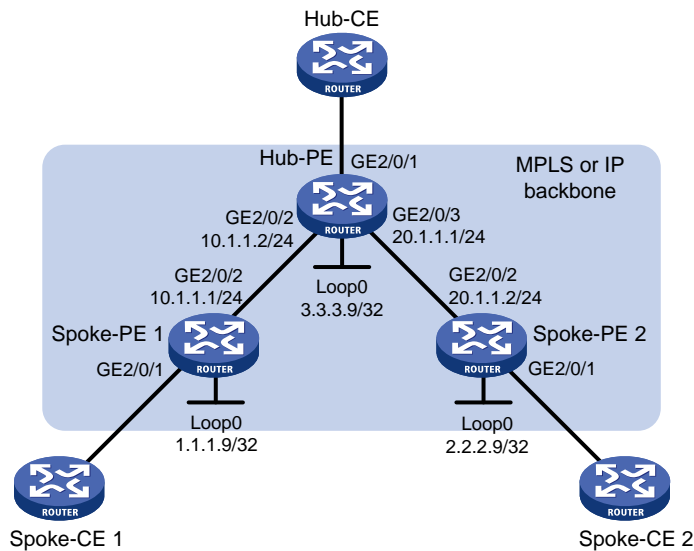 Hub-CE
ROUTER
Hub-PE
GE2/0/1
MPLS or IP
backbone
ROUTER
GE2/0/2
10.1.1.2/24
GE2/0/3
20.1.1.1/24
Loop0
3.3.3.9/32
GE2/0/2
10.1.1.1/24
GE2/0/2
20.1.1.2/24
Spoke-PE 1
ROUTER
Spoke-PE 2
ROUTER
GE2/0/1
GE2/0/1
Loop0
1.1.1.9/32
Loop0
2.2.2.9/32
ROUTER
Spoke-CE 1
ROUTER
Spoke-CE 2